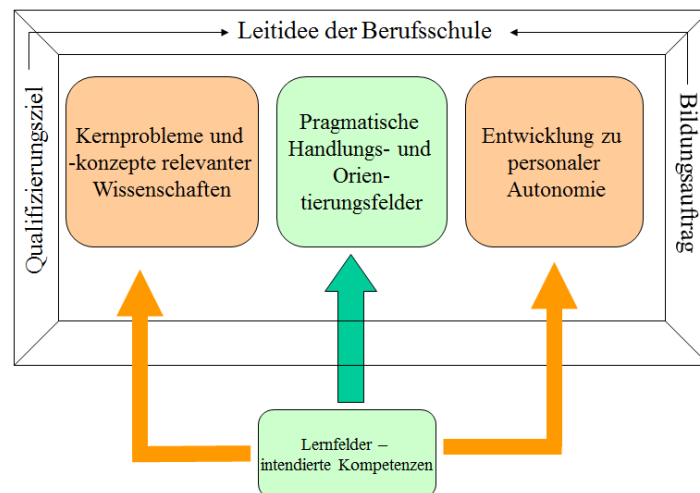 Leitidee der Berufsschule
Qualifizierungsziel
Kernprobleme und
-konzepte relevanter
Wissenschaften
Pragmatische
Handlungs- und
Orien-
tierungsfelder
Entwicklung zu
personaler
Autonomie
Bildungsauftrag
Lernfelder –
intendierte Kompetenzen